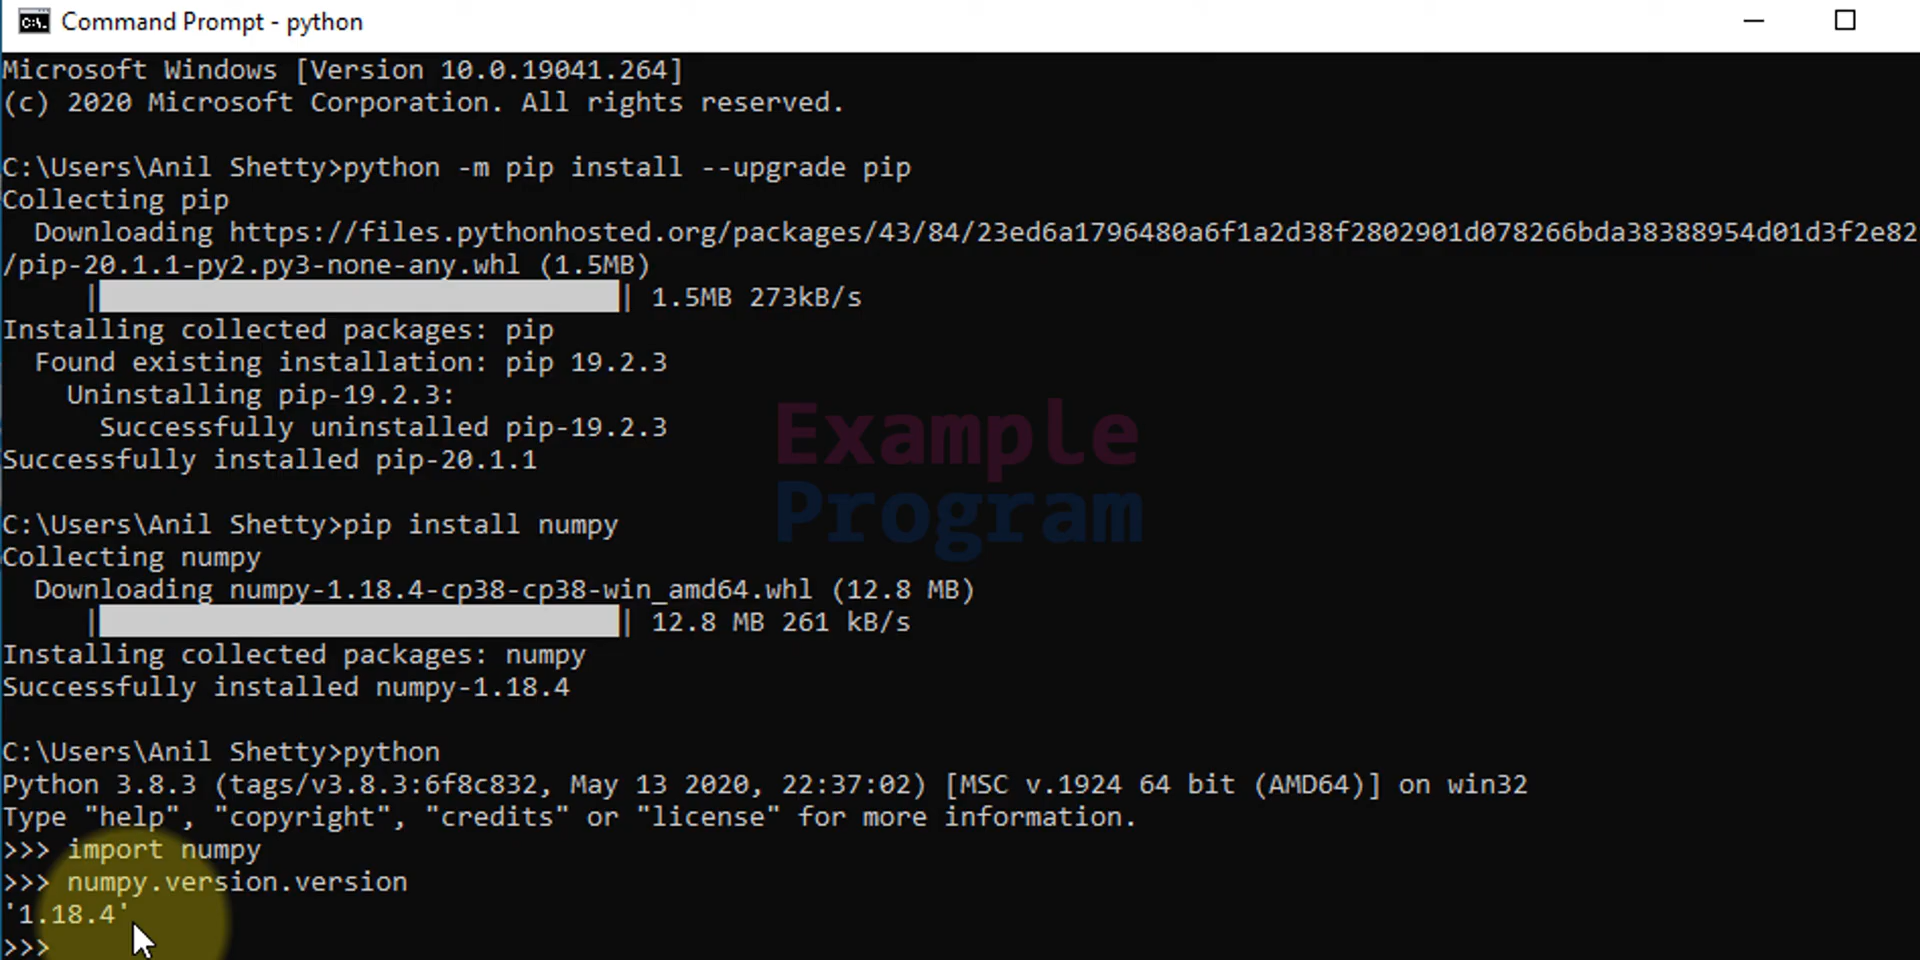 Command Prompt - python
Microsoft Windows [Version 10.0.19041.264]
(c) 2020 Microsoft Corporation. All rights reserved.
C:\Users\Anil Shetty>python -m pip install --upgrade pip
Collecting pip
  Downloading https://files.pythonhosted.org/packages/43/84/23ed6a1796480a6f1a2d38f2802901d078266bda38388954d01d3f2e82
/pip-20.1.1-py2.py3-none-any.whl (1.5MB)
     |████████████████████████████████| 1.5MB 273kB/s
Installing collected packages: pip
  Found existing installation: pip 19.2.3
    Uninstalling pip-19.2.3:
      Successfully uninstalled pip-19.2.3
Successfully installed pip-20.1.1
Example
Program
C:\Users\Anil Shetty>pip install numpy
Collecting numpy
  Downloading numpy-1.18.4-cp38-cp38-win_amd64.whl (12.8 MB)
     |████████████████████████████████| 12.8 MB 261 kB/s
Installing collected packages: numpy
Successfully installed numpy-1.18.4
C:\Users\Anil Shetty>python
Python 3.8.3 (tags/v3.8.3:6f8c832, May 13 2020, 22:37:02) [MSC v.1924 64 bit (AMD64)] on win32
Type "help", "copyright", "credits" or "license" for more information.
>>> import numpy
>>> numpy.version.version
'1.18.4'
>>>